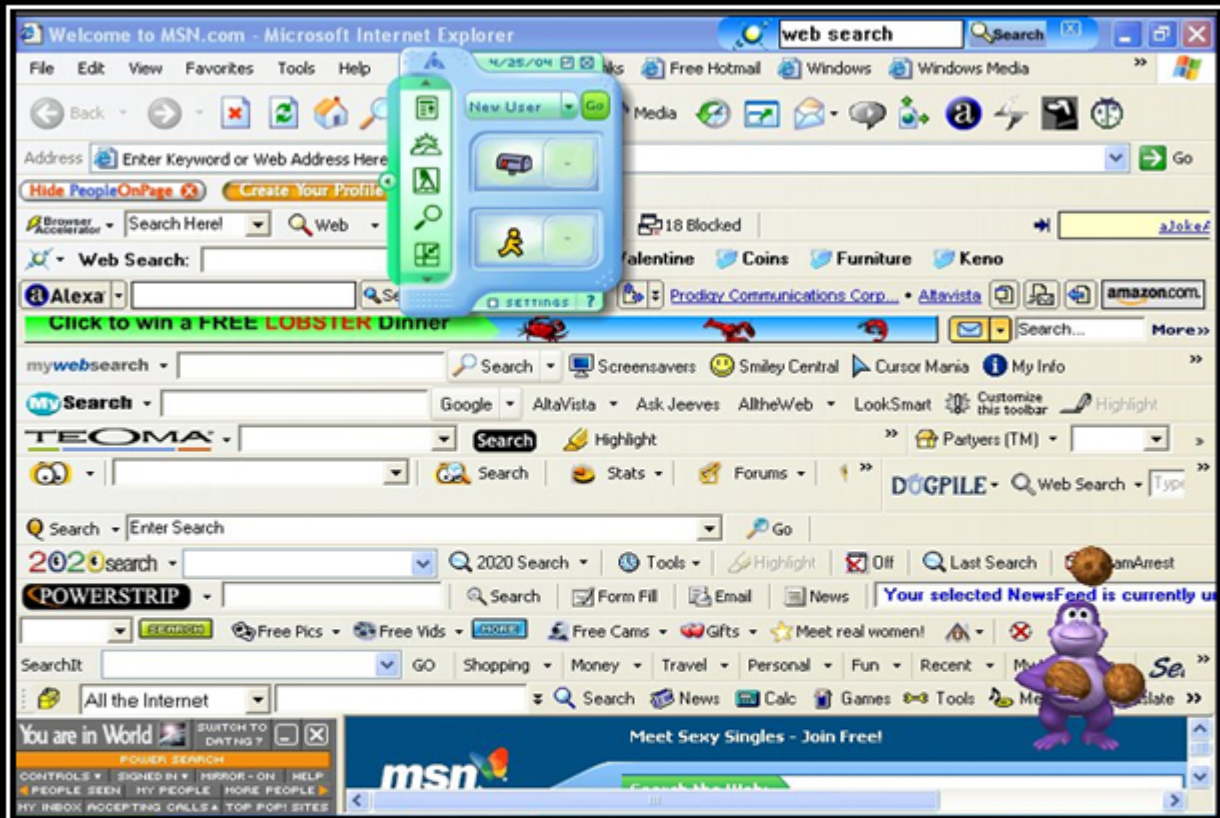 Welcome to MSN.com - Microsoft Internet Explorer
web search Search
File Edit View Favorites Tools Help
4/25/04
Free Hotmail Windows Windows Media »
Back
New User Go
Media
Address Enter Keyword or Web Address Here Go
Hide PeopleOnPage Create Your Profile
Browser Accelerator Search Here! Web 18 Blocked
Web Search: Valentine Coins Furniture Keno
Alexa Prodigy Communications Corp... • Altavista amazon.com.
SETTINGS ?
Click to win a FREE LOBSTER Dinner Search... More»
mywebsearch Search Screensavers Smiley Central Cursor Mania My Info »
My Search Google AltaVista Ask Jeeves AlltheWeb LookSmart Customize this toolbar Highlight
TEOMA Search Highlight » Partyers (TM) »
Search Stats Forums » DOGPILE Web Search Type »
Search Enter Search Go
2020search 2020 Search Tools Highlight Off Last Search
POWERSTRIP Search Form Fill Email News Your selected NewsFeed is currently
SEARCH Free Pics Free Vids MORE Free Cams Gifts Meet real women!
SearchIt GO Shopping Money Travel Personal Fun Recent »
All the Internet Search News Calc Games Tools »
You are in World SWITCH TO DATNG? Meet Sexy Singles - Join Free!
POWER SEARCH
msn
CONTROLS SIGNED IN MIRROR - ON HELP
PEOPLE SEEN MY PEOPLE MORE PEOPLE
MY INBOX ACCEPTING CALLS TOP POP! SITES